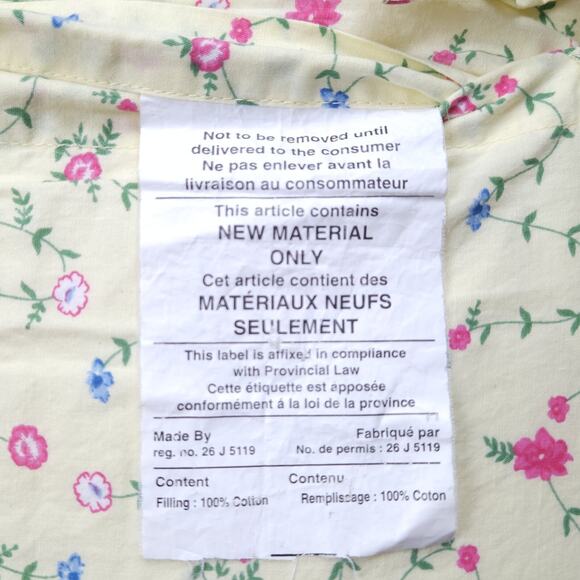 Not to be removed until
delivered to the consumer
Ne pas enlever avant la
livraison au consommateur
This article contains
NEW MATERIAL
ONLY
Cet article contient des
MATÉRIAUX NEUFS
SEULEMENT
This label is affixed in compliance
with Provincial Law
Cette étiquette est apposée
conformément á la loi de la province
Made By Fabriqué par
reg. no. 26 J 5119 No. de permis : 26 J 5119
Content Contenu
Filling : 100% Cotton Remplissage : 100% Coton